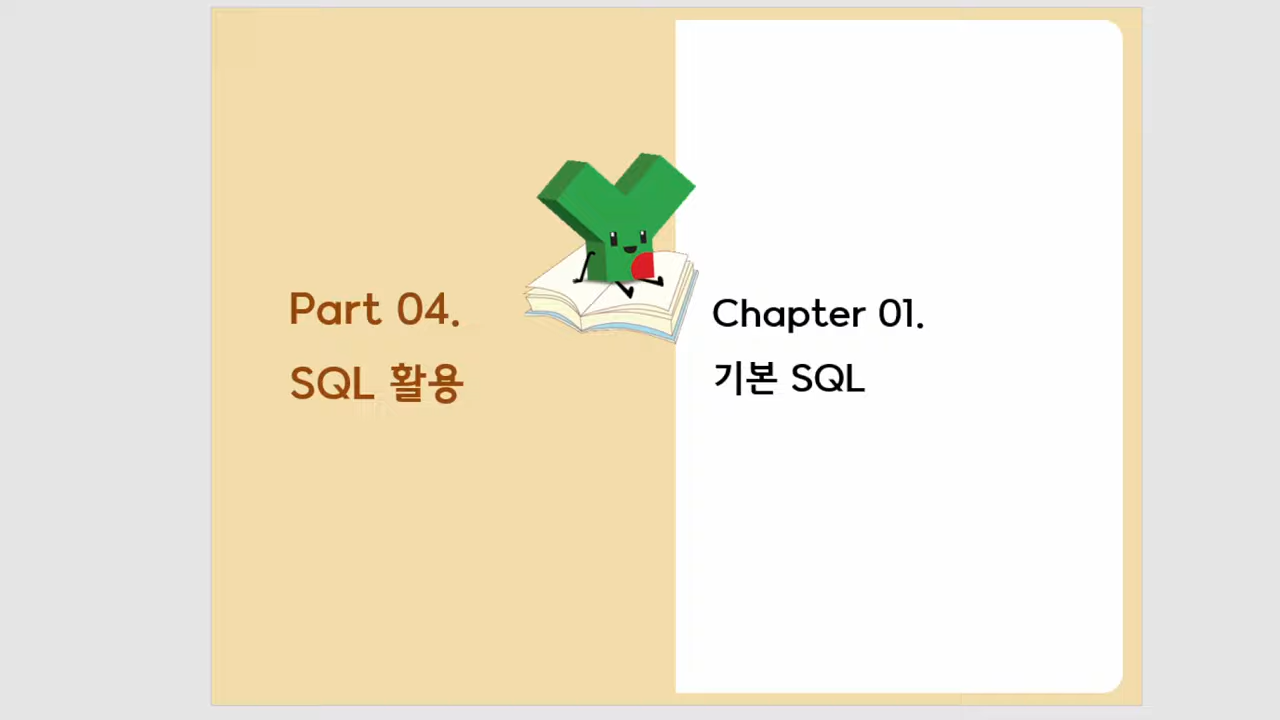 Part 04.
SQL 활용
Chapter 01.
기본 SQL